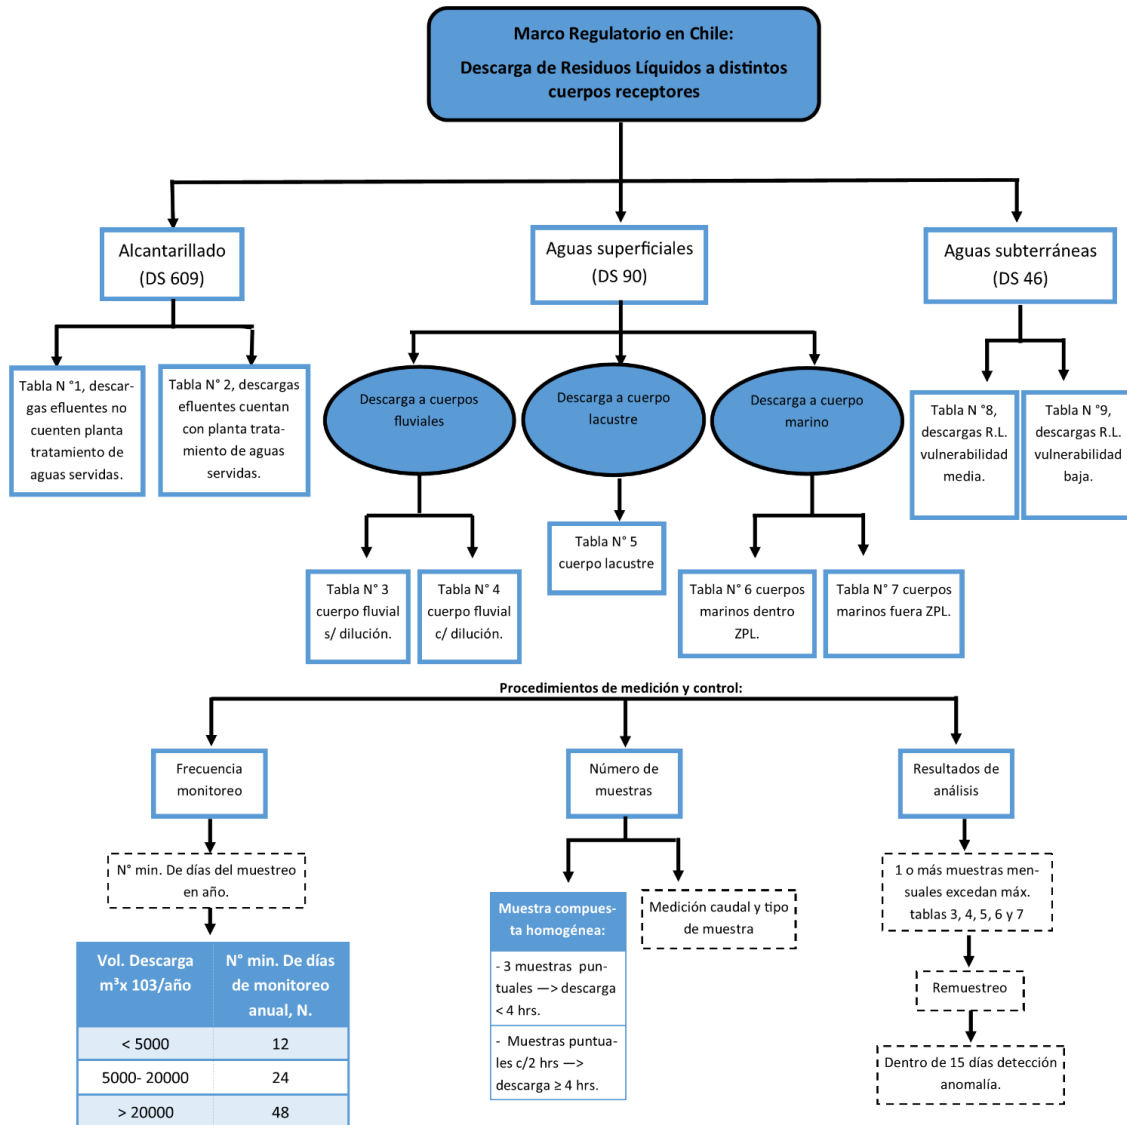 Marco Regulatorio en Chile:
Descarga de Residuos Líquidos a distintos
cuerpos receptores
Alcantarillado
(DS 609)
Aguas superficiales
(DS 90)
Aguas subterráneas
(DS 46)
Tabla N °1, descar-
gas efluentes no
cuenten planta
tratamiento de
aguas servidas.
Tabla N° 2, descargas
efluentes cuentan
con planta trata-
miento de aguas
servidas.
Descarga a cuerpos
fluviales
Descarga a cuerpo
lacustre
Descarga a cuerpo
marino
Tabla N °8,
descargas R.L.
vulnerabilidad
media.
Tabla N °9,
descargas R.L.
vulnerabilidad
baja.
Tabla N° 3
cuerpo fluvial
s/ dilución.
Tabla N° 4
cuerpo fluvial
c/ dilución.
Tabla N° 5
cuerpo lacustre
Tabla N° 6 cuerpos
marinos dentro
ZPL.
Tabla N° 7 cuerpos
marinos fuera ZPL.
Procedimientos de medición y control:
Frecuencia
monitoreo
Número de
muestras
Resultados de
análisis
N° min. De días del muestreo
en año.
Vol. Descarga
m³x 103/año
N° min. De días
de monitoreo
anual, N.
< 5000
12
5000- 20000
24
> 20000
48
Muestra compues-
ta homogénea:
- 3 muestras pun-
tuales —> descarga
< 4 hrs.
- Muestras puntua-
les c/2 hrs —>
descarga ≥ 4 hrs.
Medición caudal y tipo
de muestra
1 o más muestras men-
suales excedan máx.
tablas 3, 4, 5, 6 y 7
Remuestreo
Dentro de 15 días detección
anomalía.